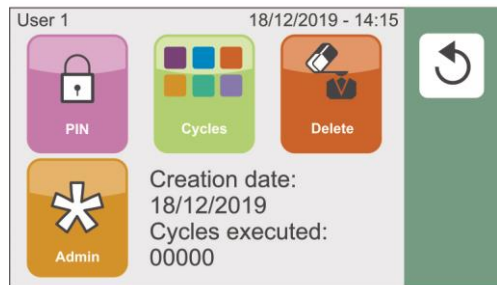 User 1 18/12/2019 - 14:15
PIN Cycles Delete
Admin
Creation date:
18/12/2019
Cycles executed:
00000